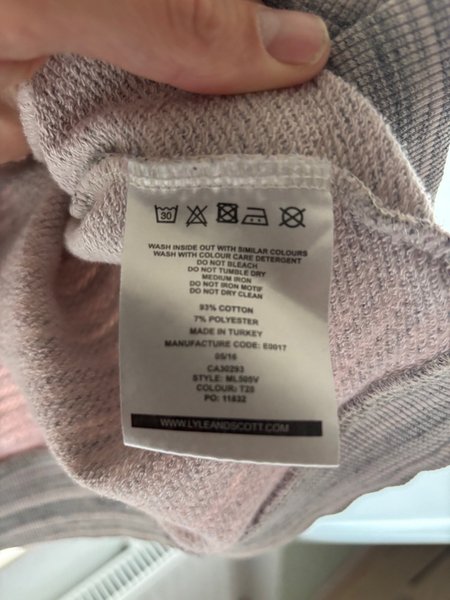 30
WASH INSIDE OUT WITH SIMILAR COLOURS
WASH WITH COLOUR CARE DETERGENT
DO NOT BLEACH
DO NOT TUMBLE DRY
MEDIUM IRON
DO NOT IRON MOTIF
DO NOT DRY CLEAN
93% COTTON
7% POLYESTER
MADE IN TURKEY
MANUFACTURE CODE: E0017
05/16
CA30293
STYLE: ML505V
COLOUR: T28
PO: 11832
WWW.LYLEANDSCOTT.COM